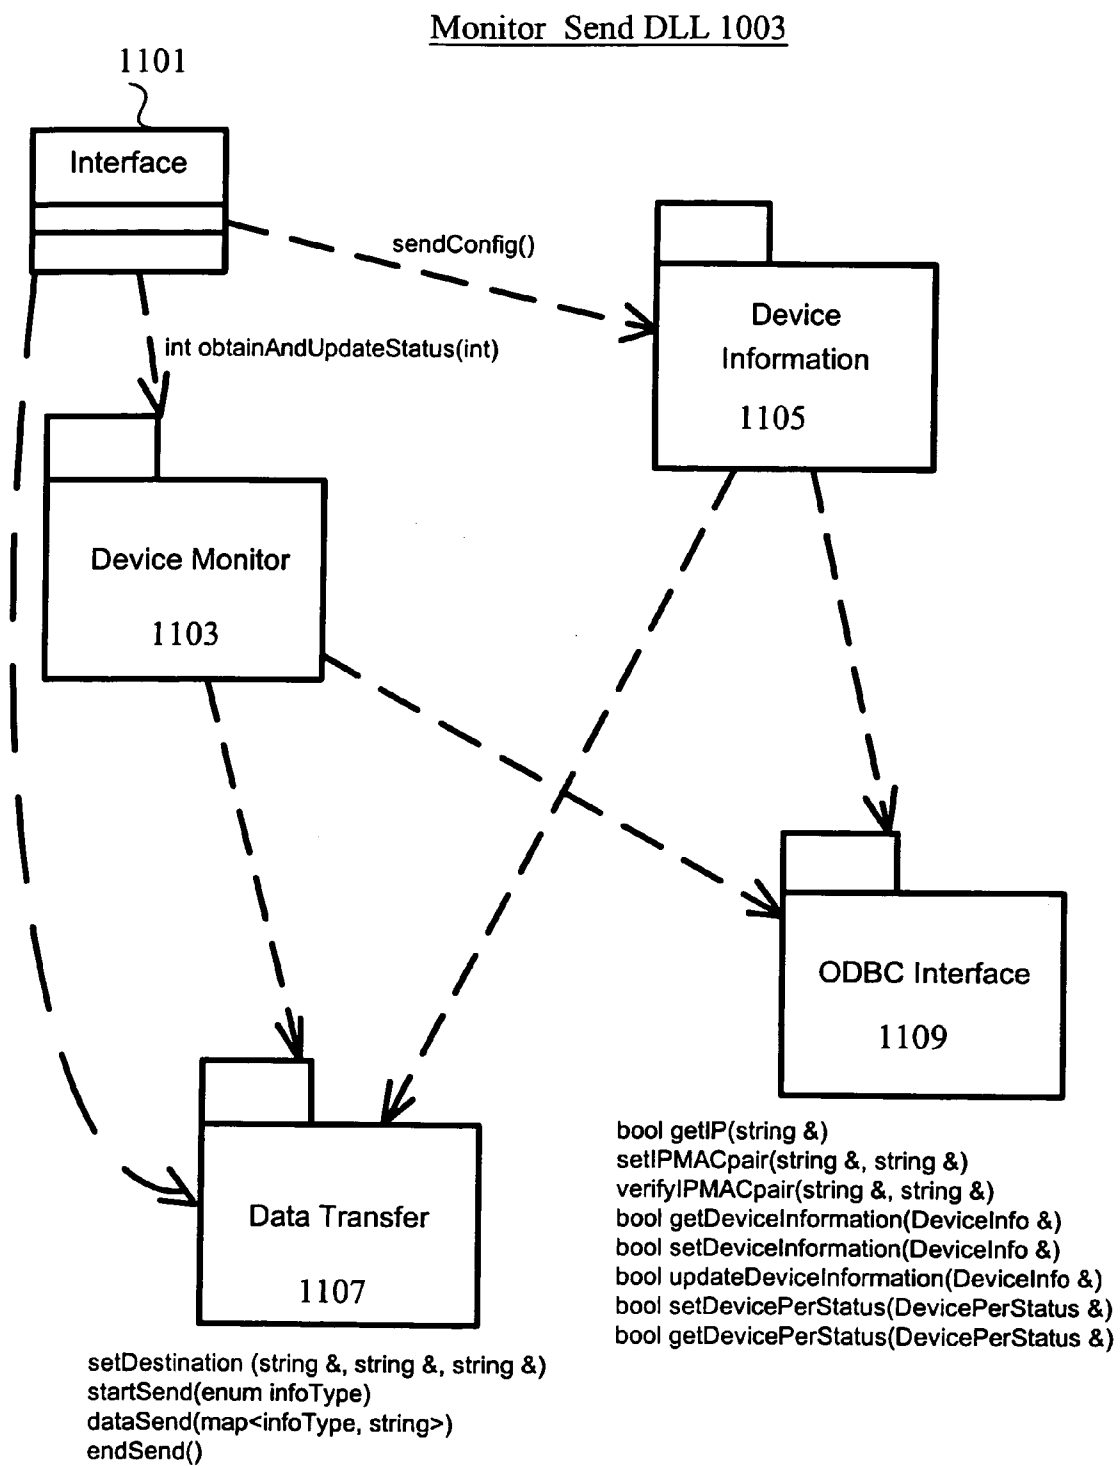 Monitor Send DLL 1003
1101
Interface
sendConfig()
int obtainAndUpdateStatus(int)
Device
Information
1105
Device Monitor
1103
ODBC Interface
1109
bool getIP(string &)
setIPMACpair(string &, string &)
verifyIPMACpair(string &, string &)
bool getDeviceInformation(DeviceInfo &)
bool setDeviceInformation(DeviceInfo &)
bool updateDeviceInformation(DeviceInfo &)
bool setDevicePerStatus(DevicePerStatus &)
bool getDevicePerStatus(DevicePerStatus &)
Data Transfer
1107
setDestination (string &, string &, string &)
startSend(enum infoType)
dataSend(map<infoType, string>)
endSend()